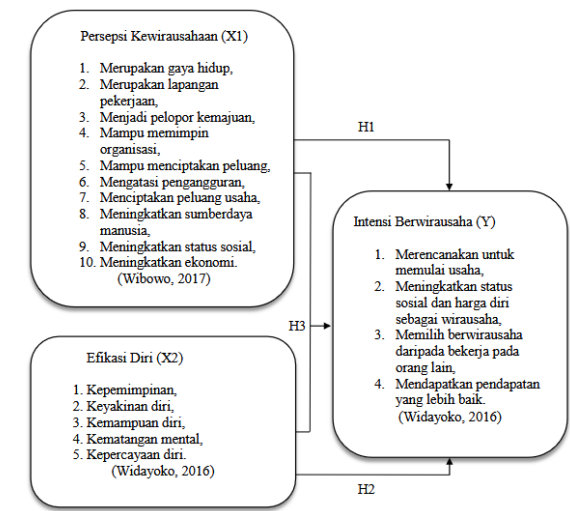 Persepsi Kewirausahaan (X1)
1. Merupakan gaya hidup,
2. Merupakan lapangan
pekerjaan,
3. Menjadi pelopor kemajuan,
4. Mampu memimpin
organisasi,
5. Mampu menciptakan peluang,
6. Mengatasi pengangguran,
7. Menciptakan peluang usaha,
8. Meningkatkan sumberdaya
manusia,
9. Meningkatkan status sosial,
10. Meningkatkan ekonomi.
(Wibowo, 2017)
H1
Intensi Berwirausaha (Y)
1. Merencanakan untuk
memulai usaha,
2. Meningkatkan status
sosial dan harga diri
sebagai wirausaha,
3. Memilih berwirausaha
daripada bekerja pada
orang lain,
4. Mendapatkan pendapatan
yang lebih baik.
(Widayoko, 2016)
H3
Efikasi Diri (X2)
1. Kepemimpinan,
2. Keyakinan diri,
3. Kemampuan diri,
4. Kematangan mental,
5. Kepercayaan diri.
(Widayoko, 2016)
H2